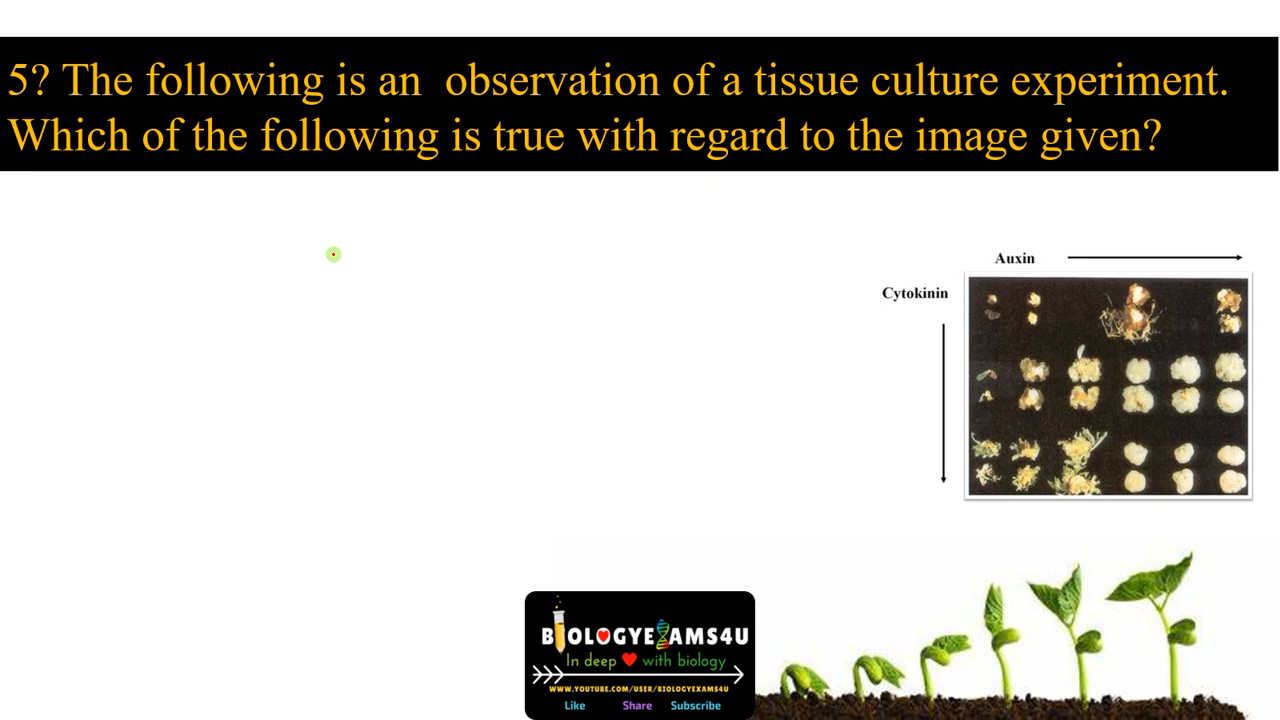 5? The following is an observation of a tissue culture experiment.
Which of the following is true with regard to the image given?
Auxin
Cytokinin
BIOLOGYEXAMS4U
In deep with biology
WWW.YOUTUBE.COM/USER/BIOLOGYEXAMS4U
Like Share Subscribe